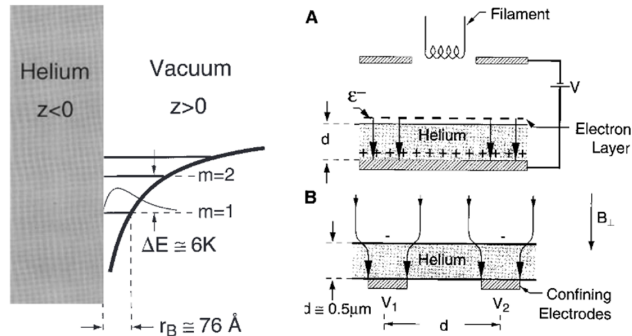 Helium
z<0
Vacuum
z>0
m=2
m=1
ΔE ≅ 6K
r_B ≅ 76 Å
A
Filament
V
ε⁻
d
Helium
+ + + + + + + + + + + + +
Electron
Layer
B
B⊥
Helium
d ≅ 0.5μm
V₁
V₂
d
Confining
Electrodes